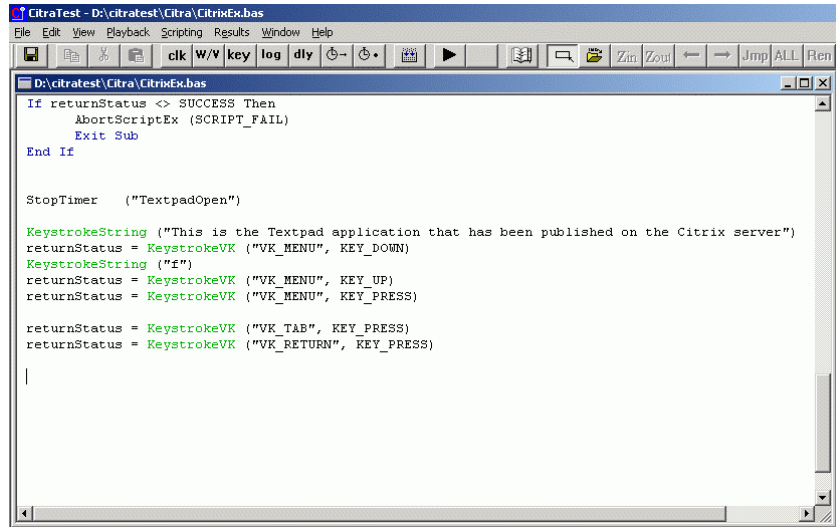 CitraTest - D:\citratest\Citra\CitrixEx.bas
File Edit View Playback Scripting Results Window Help
clk W/V key log dly Zin Zout Jmp ALL Ren
D:\citratest\Citra\CitrixEx.bas
If returnStatus <> SUCCESS Then
AbortScriptEx (SCRIPT_FAIL)
Exit Sub
End If
StopTimer ("TextpadOpen")
KeystrokeString ("This is the Textpad application that has been published on the Citrix server")
returnStatus = KeystrokeVK ("VK_MENU", KEY_DOWN)
KeystrokeString ("f")
returnStatus = KeystrokeVK ("VK_MENU", KEY_UP)
returnStatus = KeystrokeVK ("VK_MENU", KEY_PRESS)
returnStatus = KeystrokeVK ("VK_TAB", KEY_PRESS)
returnStatus = KeystrokeVK ("VK_RETURN", KEY_PRESS)